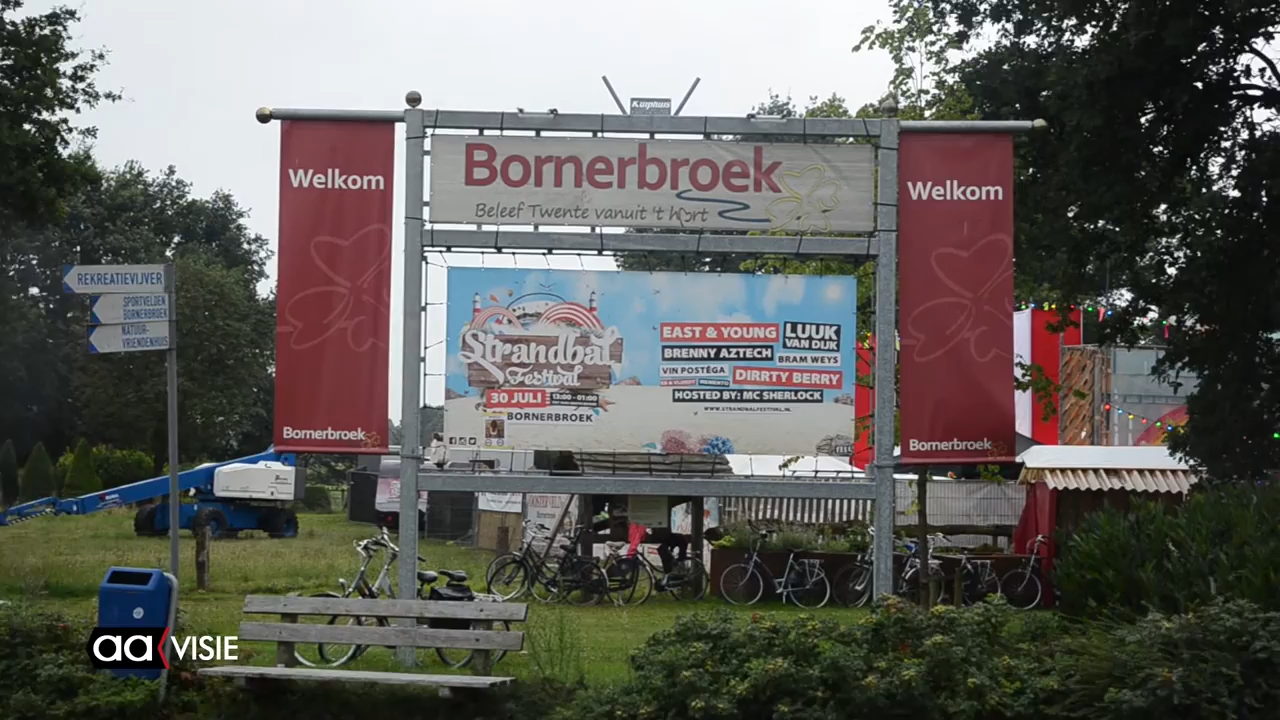 Kuiphuis
Bornerbroek
Beleef Twente vanuit 't hart
Welkom
Bornerbroek
Welkom
Bornerbroek
REKREATIEVIJVER
SPORTVELDEN
BORNERBROEK
NATUUR-
VRIENDENHUIS
Strandbal
Festival
30 JULI
13:00 - 01:00
BORNERBROEK
EAST & YOUNG
LUUK
VAN DIJK
BRENNY AZTECH
BRAM WEYS
VIN POSTÉGA
DIRRTY BERRY
HOSTED BY: MC SHERLOCK
WWW.STRANDBALFESTIVAL.NL
aa VISIE